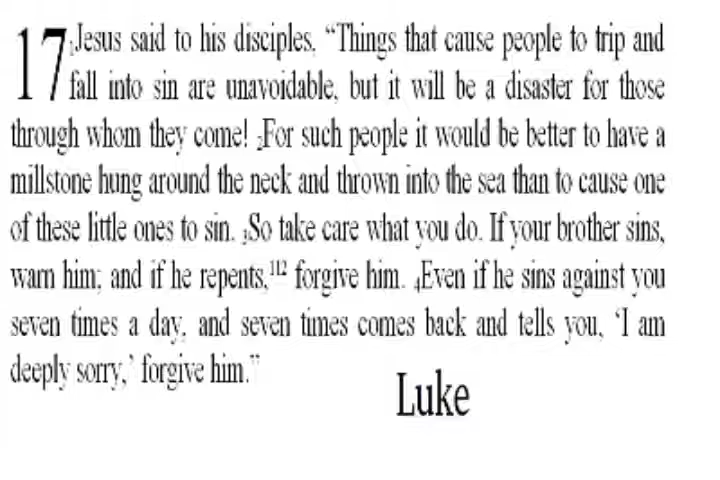 17 1Jesus said to his disciples, “Things that cause people to trip and
fall into sin are unavoidable, but it will be a disaster for those
through whom they come! 2For such people it would be better to have a
millstone hung around the neck and thrown into the sea than to cause one
of these little ones to sin. 3So take care what you do. If your brother sins,
warn him; and if he repents,112 forgive him. 4Even if he sins against you
seven times a day, and seven times comes back and tells you, ‘I am
deeply sorry,’ forgive him.”
Luke